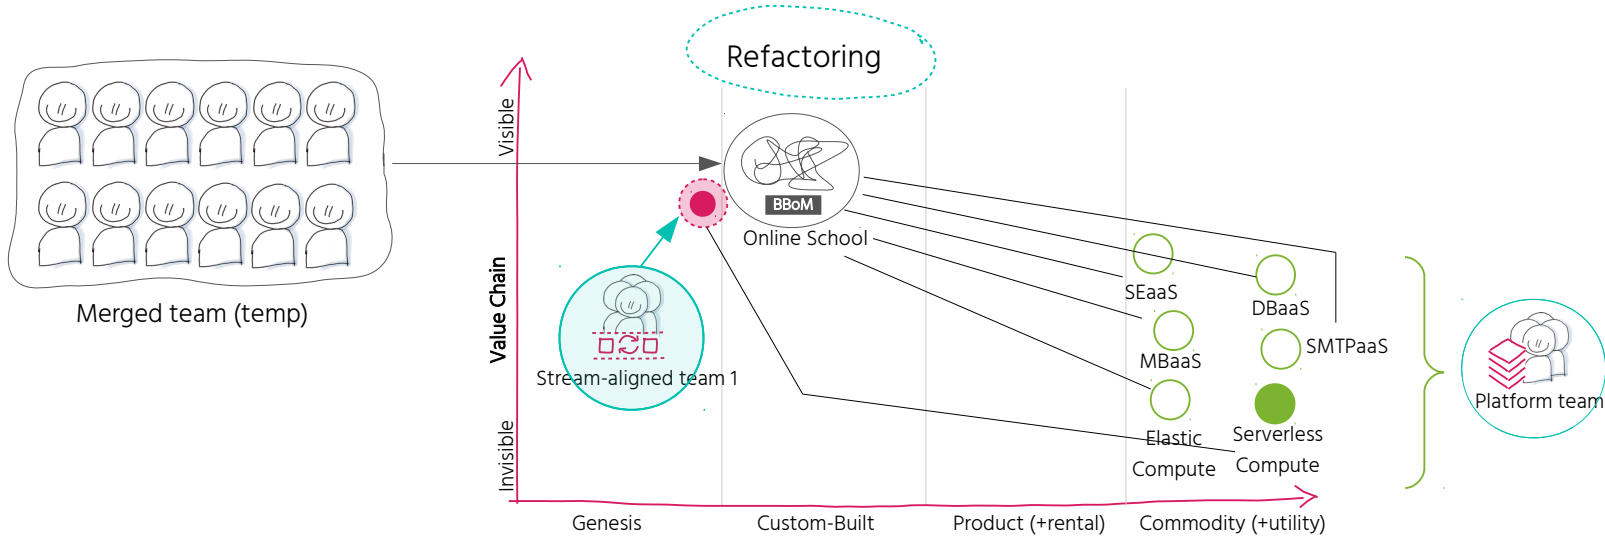 Refactoring
Visible
BBoM
Online School
Merged team (temp)
Value Chain
Stream-aligned team 1
SEaaS
DBaaS
MBaaS
SMTPaaS
Elastic
Compute
Serverless
Compute
Platform team
Invisible
Genesis
Custom-Built
Product (+rental)
Commodity (+utility)